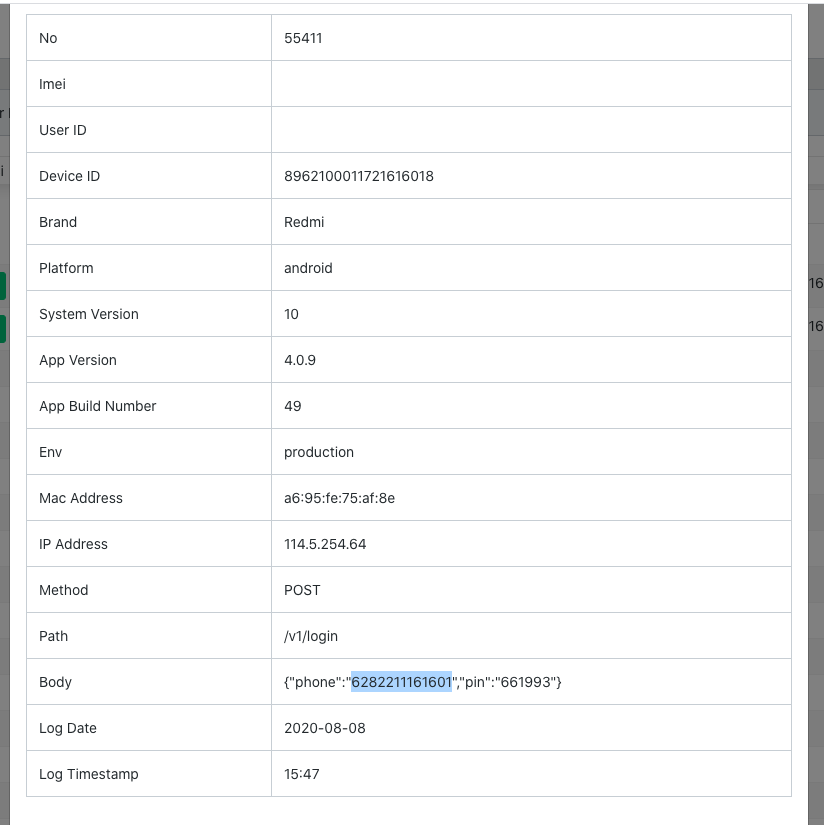 No 55411
Imei
User ID
Device ID 8962100011721616018
Brand Redmi
Platform android
System Version 10
App Version 4.0.9
App Build Number 49
Env production
Mac Address a6:95:fe:75:af:8e
IP Address 114.5.254.64
Method POST
Path /v1/login
Body {"phone":"6282211161601","pin":"661993"}
Log Date 2020-08-08
Log Timestamp 15:47
r
i
16
16